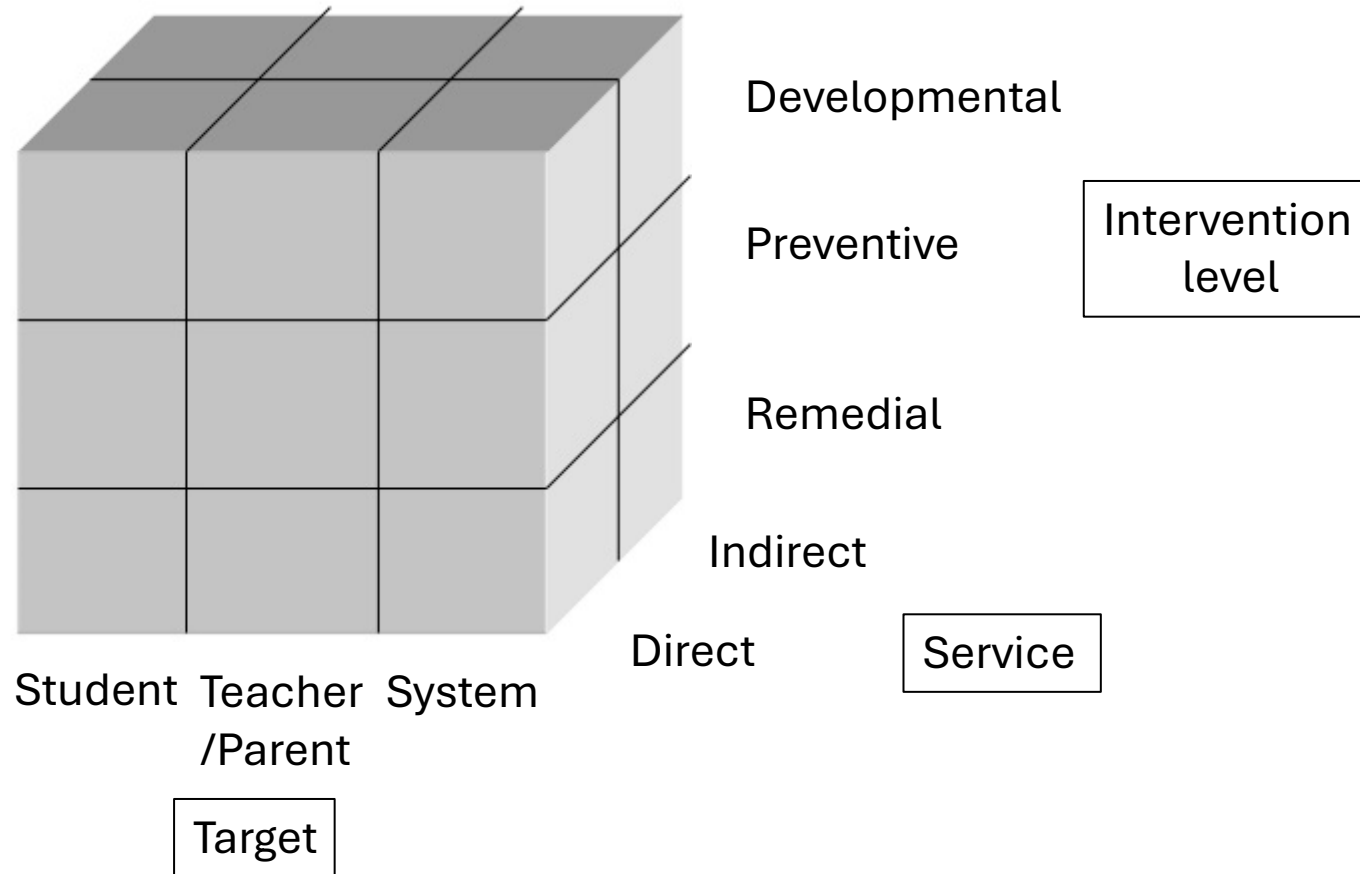 Developmental
Intervention
level
Preventive
Remedial
Indirect
Direct
Service
Student Teacher System
/Parent
Target